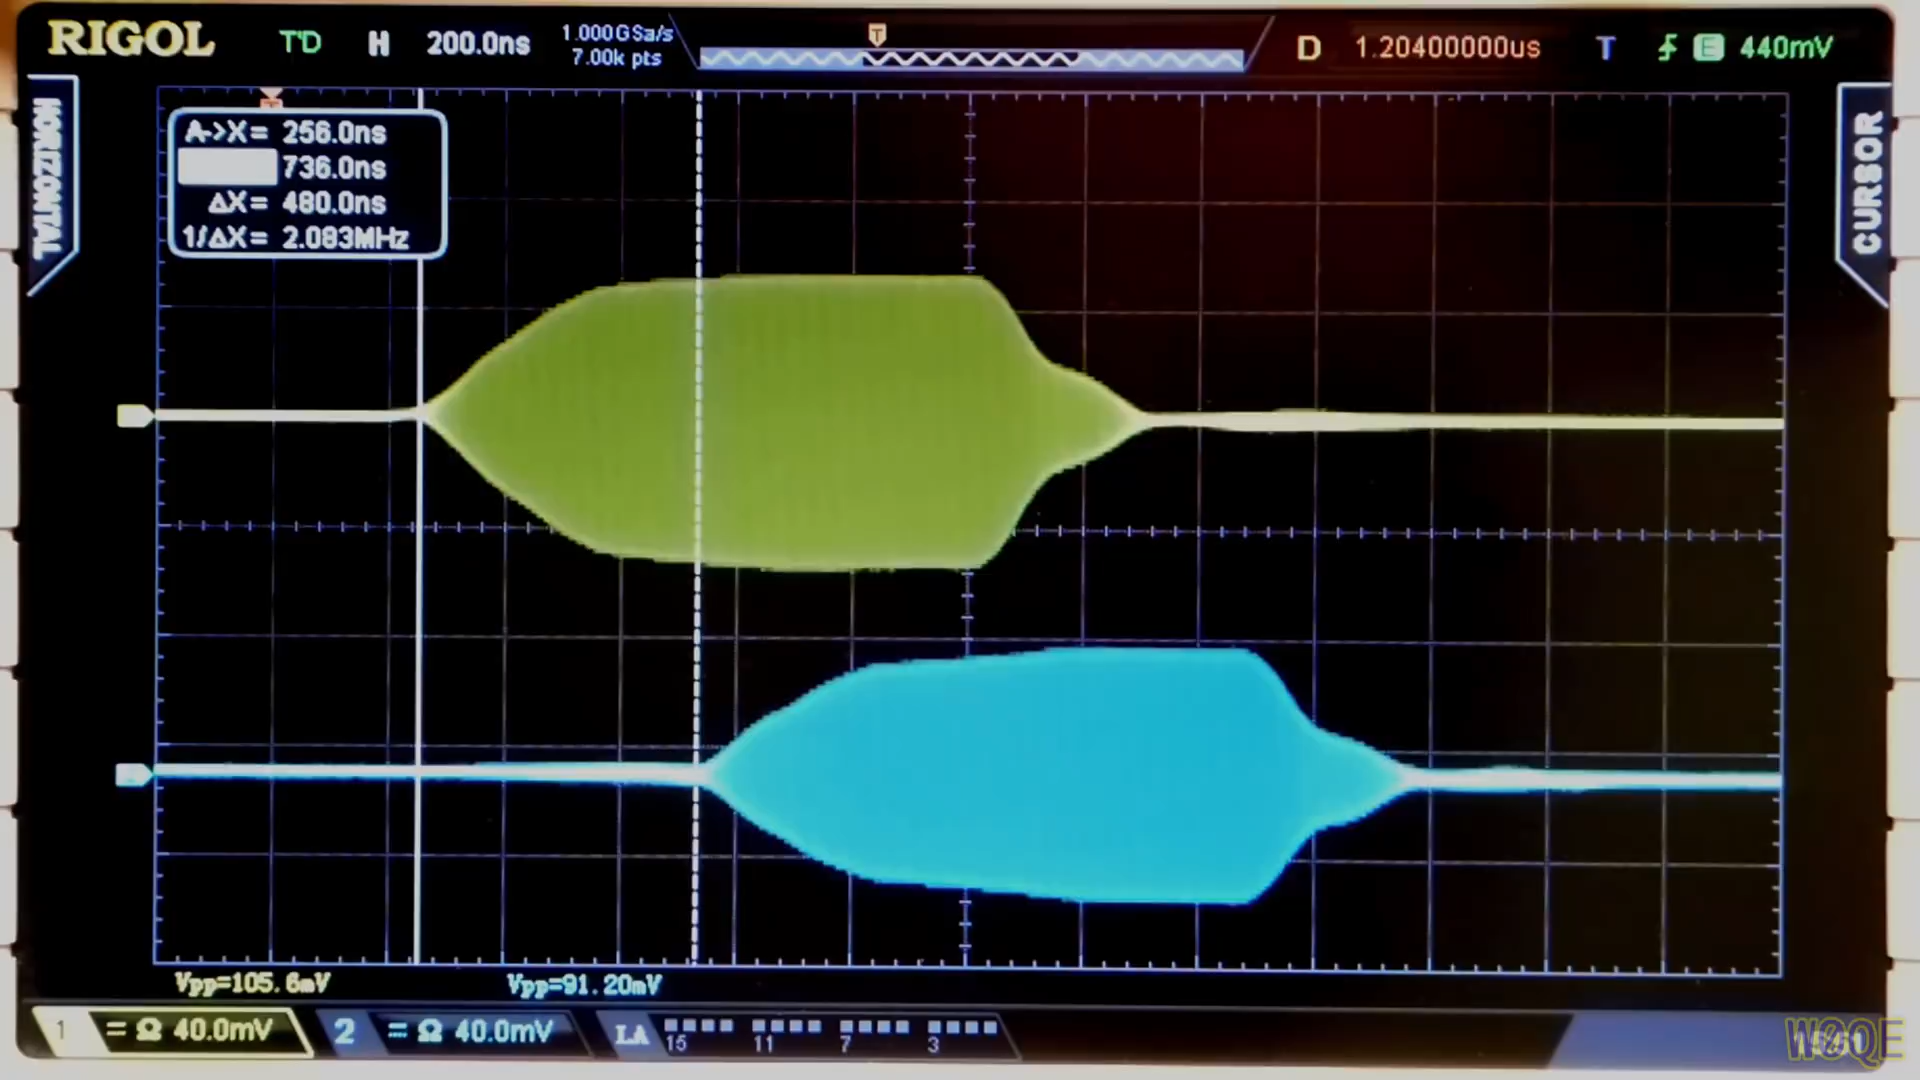 RIGOL T'D H 200.0ns 1.000GSa/s 7.00k pts T D 1.20400000us T E 440mV
HORIZONTAL
CURSOR
A->X= 256.0ns
736.0ns
ΔX= 480.0ns
1/ΔX= 2.083MHz
Vpp=105.6mV Vpp=91.20mV
1 = Ω 40.0mV 2 = Ω 40.0mV LA 15 11 7 3
W0QE